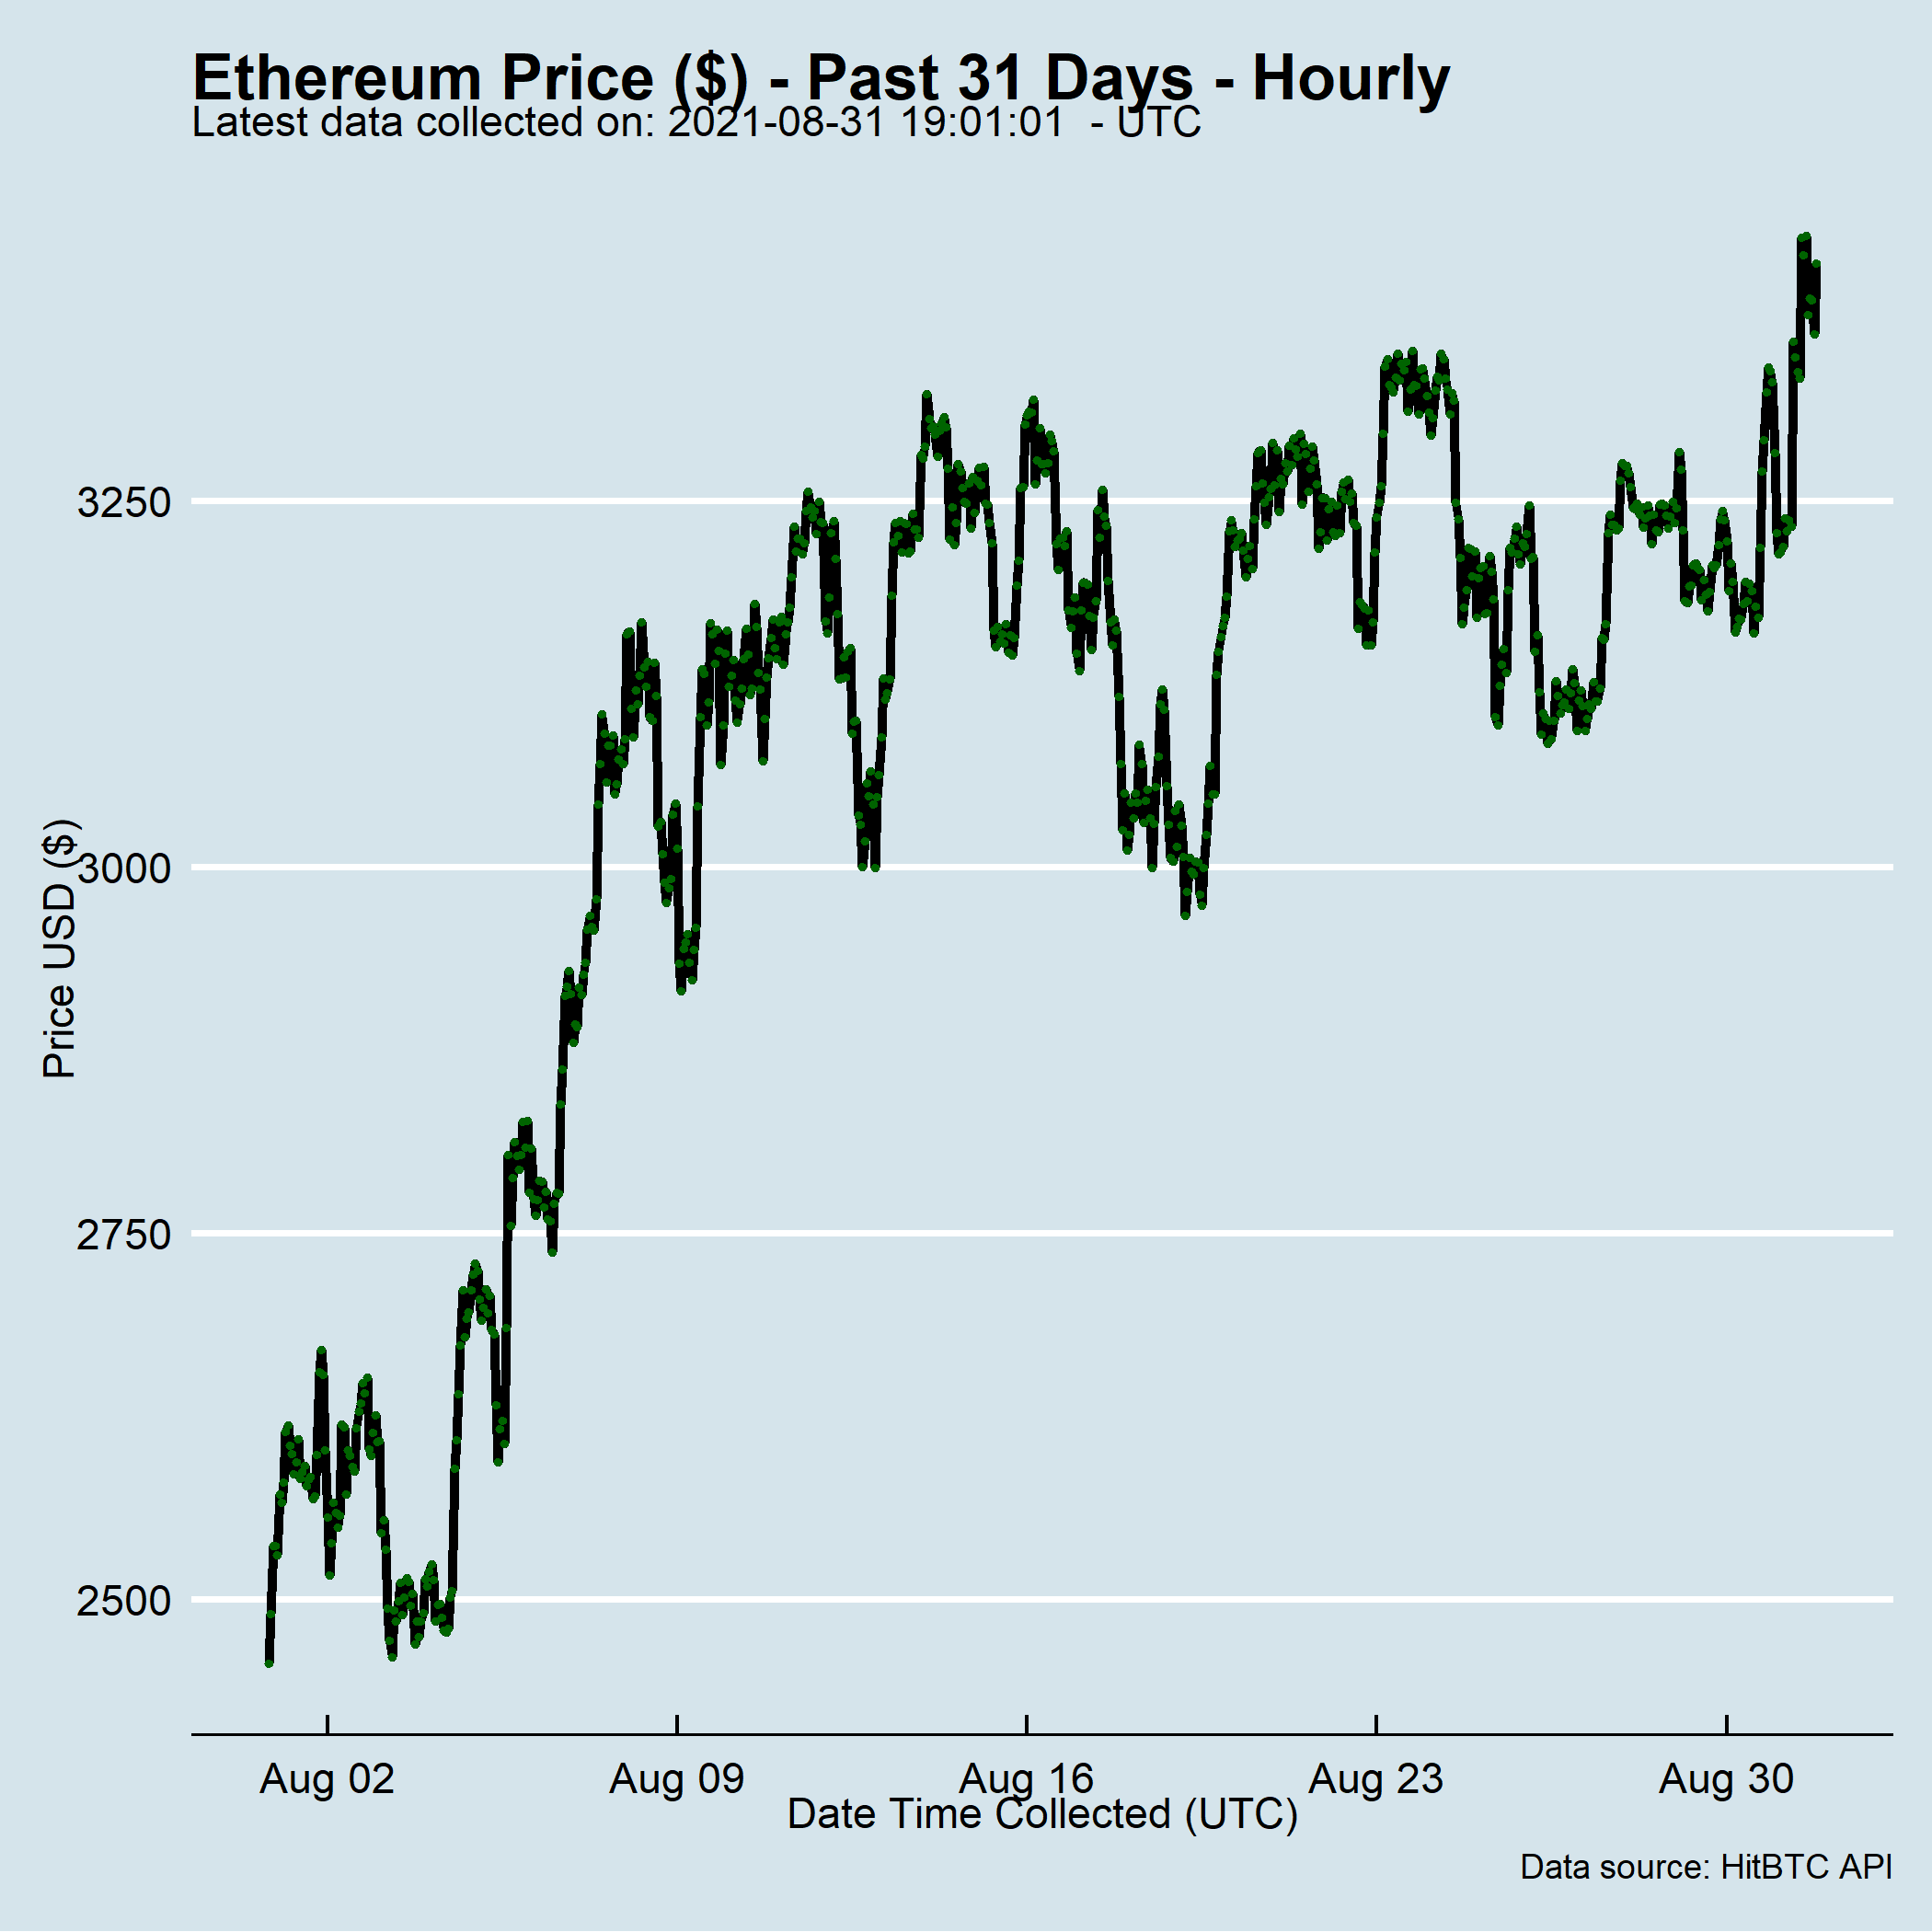 Ethereum Price ($) - Past 31 Days - Hourly
Latest data collected on: 2021-08-31 19:01:01  - UTC
Price USD ($)
3250
3000
2750
2500
Aug 02
Aug 09
Aug 16
Aug 23
Aug 30
Date Time Collected (UTC)
Data source: HitBTC API